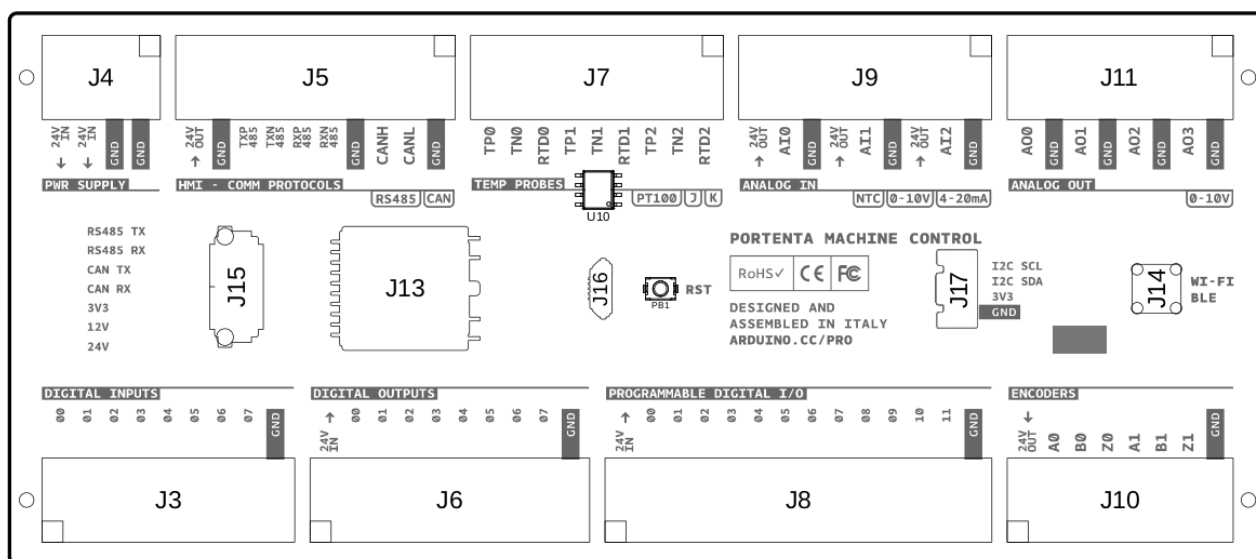 J4
J5
J7
J9
J11
24V IN
24V IN
GND
GND
24V OUT
GND
TXP 485
TXN 485
RXP 485
RXN 485
GND
CANH
CANL
GND
TP0
TN0
RTD0
TP1
TN1
RTD1
TP2
TN2
RTD2
24V OUT
AI0
GND
24V OUT
AI1
GND
24V OUT
AI2
GND
AO0
GND
AO1
GND
AO2
GND
AO3
GND
PWR SUPPLY
HMI - COMM PROTOCOLS
TEMP PROBES
ANALOG IN
ANALOG OUT
RS485 CAN
PT100 J K
NTC 0-10V 4-20mA
0-10V
U10
RS485 TX
RS485 RX
CAN TX
CAN RX
3V3
12V
24V
J15
J13
J16
PB1
RST
PORTENTA MACHINE CONTROL
RoHS✓ CE FC
DESIGNED AND
ASSEMBLED IN ITALY
ARDUINO.CC/PRO
J17
I2C SCL
I2C SDA
3V3
GND
J14
WI-FI
BLE
DIGITAL INPUTS
DIGITAL OUTPUTS
PROGRAMMABLE DIGITAL I/O
ENCODERS
00
01
02
03
04
05
06
07
GND
24V IN
00
01
02
03
04
05
06
07
GND
24V IN
00
01
02
03
04
05
06
07
08
09
10
11
GND
24V OUT
A0
B0
Z0
A1
B1
Z1
GND
J3
J6
J8
J10